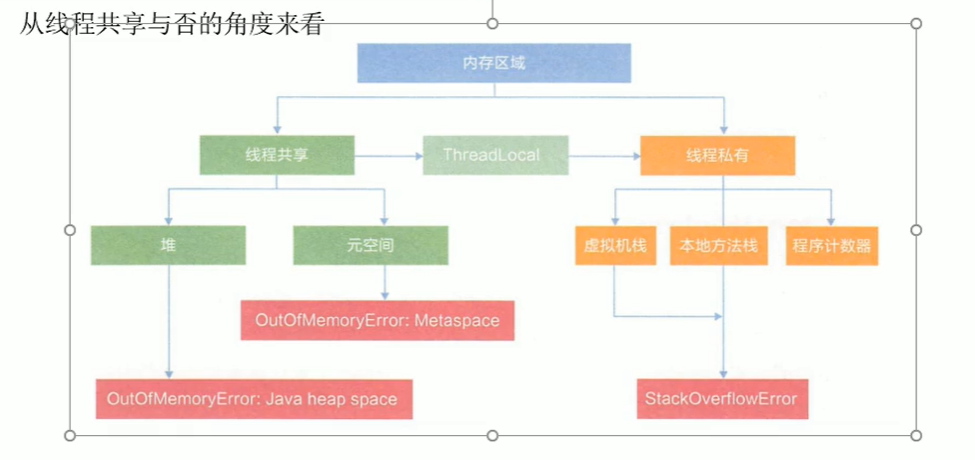 从线程共享与否的角度来看
内存区域
线程共享
ThreadLocal
线程私有
堆
元空间
虚拟机栈
本地方法栈
程序计数器
OutOfMemoryError: Metaspace
OutOfMemoryError: Java heap space
StackOverflowError